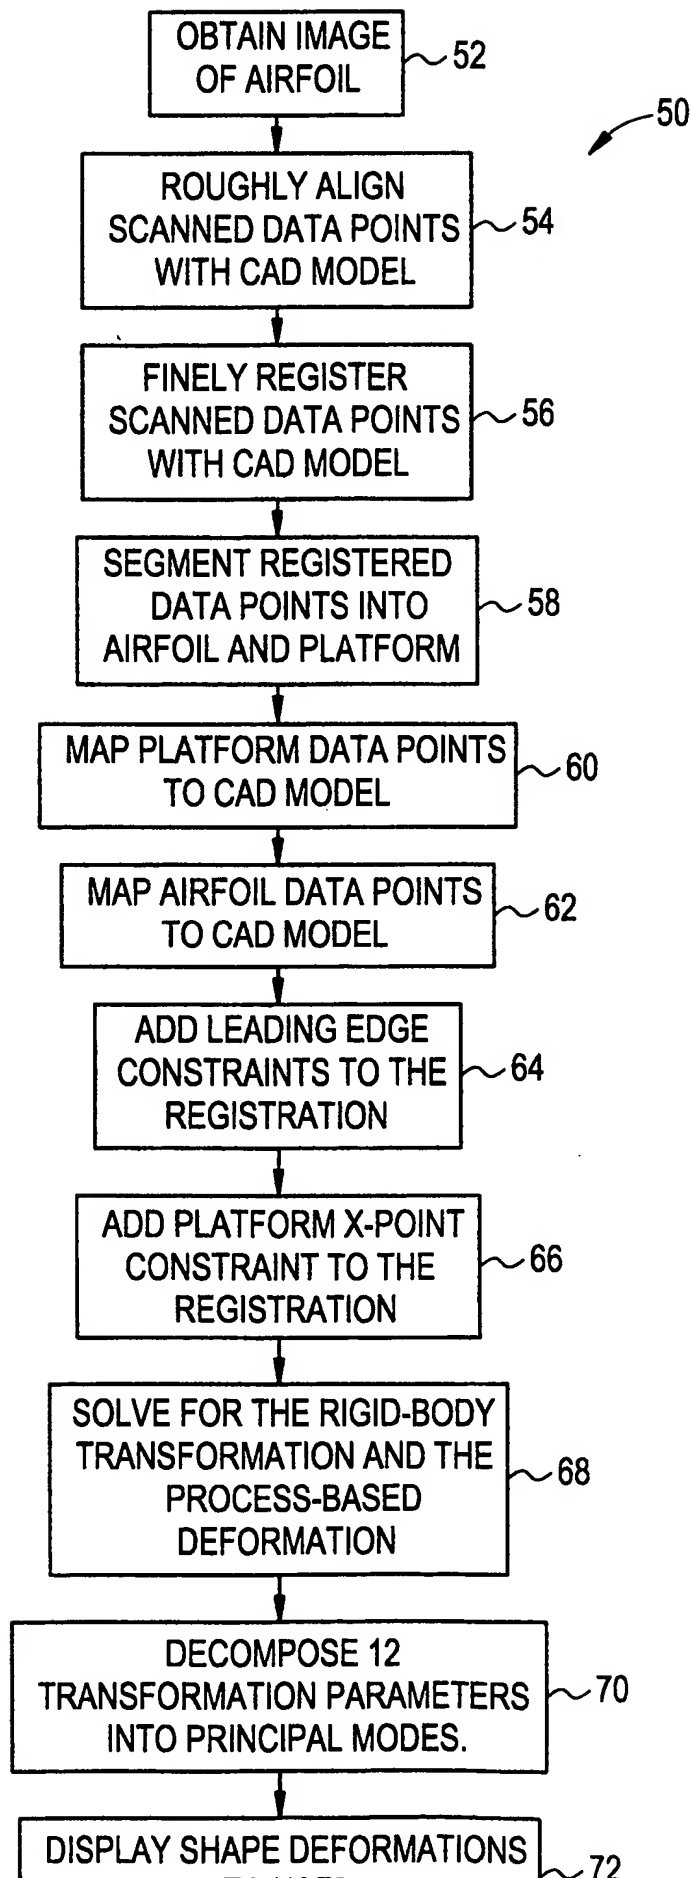 OBTAIN IMAGE
OF AIRFOIL
52
50
ROUGHLY ALIGN
SCANNED DATA POINTS
WITH CAD MODEL
54
FINELY REGISTER
SCANNED DATA POINTS
WITH CAD MODEL
56
SEGMENT REGISTERED
DATA POINTS INTO
AIRFOIL AND PLATFORM
58
MAP PLATFORM DATA POINTS
TO CAD MODEL
60
MAP AIRFOIL DATA POINTS
TO CAD MODEL
62
ADD LEADING EDGE
CONSTRAINTS TO THE
REGISTRATION
64
ADD PLATFORM X-POINT
CONSTRAINT TO THE
REGISTRATION
66
SOLVE FOR THE RIGID-BODY
TRANSFORMATION AND THE
PROCESS-BASED
DEFORMATION
68
DECOMPOSE 12
TRANSFORMATION PARAMETERS
INTO PRINCIPAL MODES.
70
DISPLAY SHAPE DEFORMATIONS
72